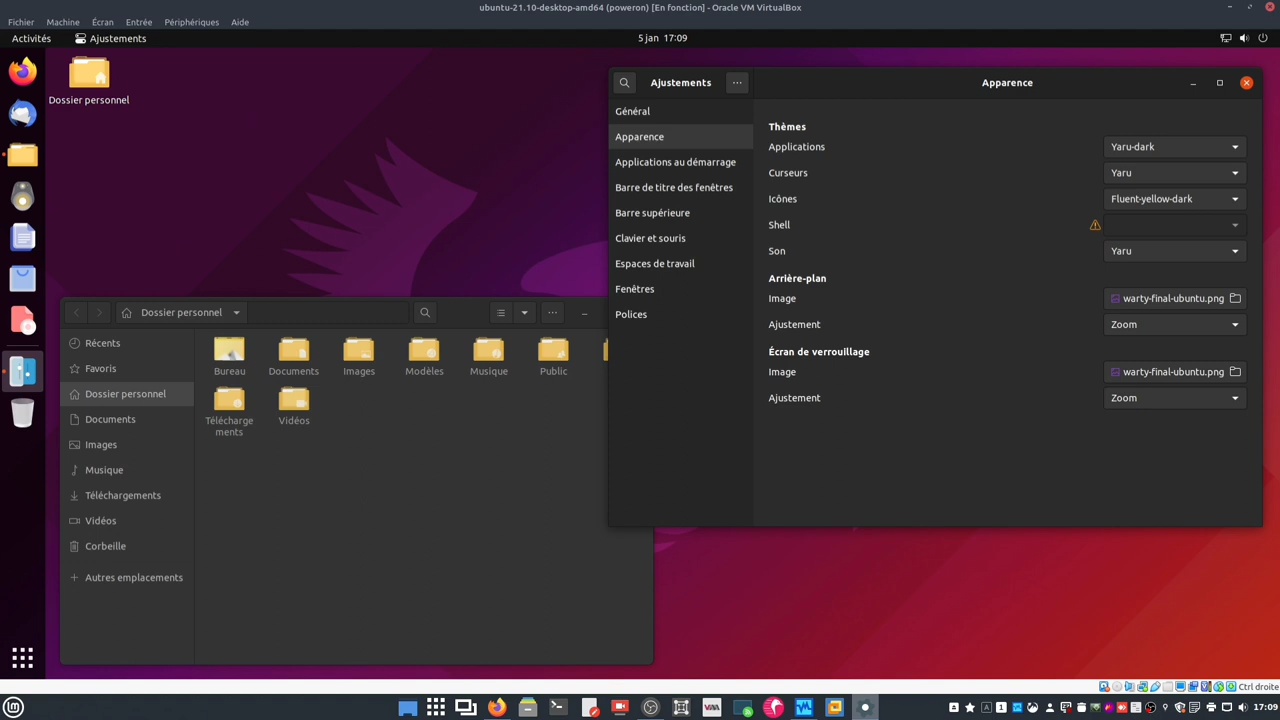 ubuntu-21.10-desktop-amd64 (poweron) [En fonction] - Oracle VM VirtualBox
Fichier Machine Écran Entrée Périphériques Aide
Activités Ajustements 5 jan 17:09
Dossier personnel
Ajustements
Apparence
Général
Apparence
Applications au démarrage
Barre de titre des fenêtres
Barre supérieure
Clavier et souris
Espaces de travail
Fenêtres
Polices
Thèmes
Applications Yaru-dark
Curseurs Yaru
Icônes Fluent-yellow-dark
Shell
Son Yaru
Arrière-plan
Image warty-final-ubuntu.png
Ajustement Zoom
Écran de verrouillage
Image warty-final-ubuntu.png
Ajustement Zoom
Dossier personnel
Récents
Favoris
Dossier personnel
Documents
Images
Musique
Téléchargements
Vidéos
Corbeille
Autres emplacements
Bureau Documents Images Modèles Musique Public
Télécharge
ments
Vidéos
Ctrl droite
17:09